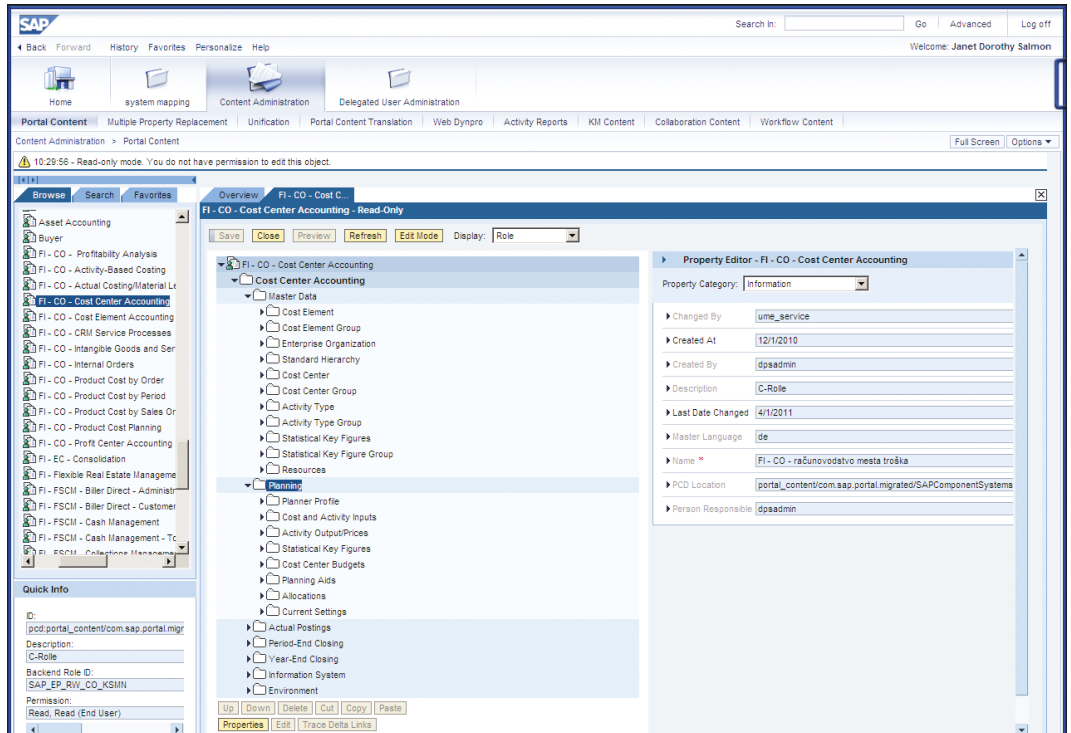 SAP
Search In: Go Advanced Log off
Back Forward History Favorites Personalize Help Welcome: Janet Dorothy Salmon
Home system mapping Content Administration Delegated User Administration
Portal Content Multiple Property Replacement Unification Portal Content Translation Web Dynpro Activity Reports KM Content Collaboration Content Workflow Content
Content Administration > Portal Content Full Screen Options
10:29:56 - Read-only mode. You do not have permission to edit this object.
Browse Search Favorites
Asset Accounting
Buyer
FI - CO - Profitability Analysis
FI - CO - Activity-Based Costing
FI - CO - Actual Costing/Material Le
FI - CO - Cost Center Accounting
FI - CO - Cost Element Accounting
FI - CO - CRM Service Processes
FI - CO - Intangible Goods and Ser
FI - CO - Internal Orders
FI - CO - Product Cost by Order
FI - CO - Product Cost by Period
FI - CO - Product Cost by Sales Or
FI - CO - Product Cost Planning
FI - CO - Profit Center Accounting
FI - EC - Consolidation
FI - Flexible Real Estate Manageme
FI - FSCM - Biller Direct - Administr
FI - FSCM - Biller Direct - Customer
FI - FSCM - Cash Management
FI - FSCM - Cash Management - Tc
FI - FSCM - Collections Manageme
Quick Info
ID:
pcd:portal_content/com.sap.portal.migr
Description:
C-Rolle
Backend Role ID:
SAP_EP_RW_CO_KSMN
Permission:
Read, Read (End User)
Overview FI - CO - Cost C...
FI - CO - Cost Center Accounting - Read-Only
Save Close Preview Refresh Edit Mode Display: Role
FI - CO - Cost Center Accounting
Cost Center Accounting
Master Data
Cost Element
Cost Element Group
Enterprise Organization
Standard Hierarchy
Cost Center
Cost Center Group
Activity Type
Activity Type Group
Statistical Key Figures
Statistical Key Figure Group
Resources
Planning
Planner Profile
Cost and Activity Inputs
Activity Output/Prices
Statistical Key Figures
Cost Center Budgets
Planning Aids
Allocations
Current Settings
Actual Postings
Period-End Closing
Year-End Closing
Information System
Environment
Up Down Delete Cut Copy Paste
Properties Edit Trace Delta Links
Property Editor - FI - CO - Cost Center Accounting
Property Category: Information
Changed By ume_service
Created At 12/1/2010
Created By dpsadmin
Description C-Rolle
Last Date Changed 4/1/2011
Master Language de
Name * FI - CO - računovodstvo mesta troška
PCD Location portal_content/com.sap.portal.migrated/SAPComponentSystems
Person Responsible dpsadmin